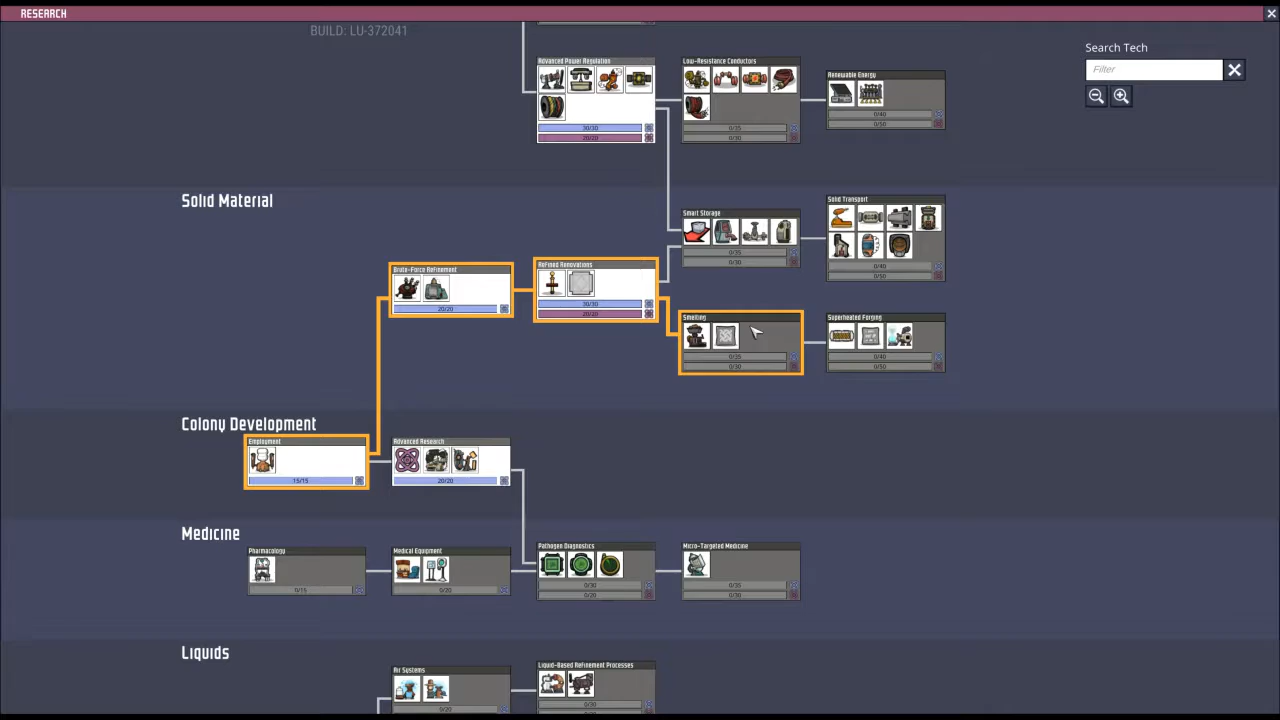 RESEARCH
BUILD: LU-372041
Search Tech
Filter
Advanced Power Regulation
30/30
20/20
Low-Resistance Conductors
0/35
0/30
Renewable Energy
0/40
0/50
Solid Material
Smart Storage
0/35
0/30
Solid Transport
0/40
0/50
Brute-Force Refinement
20/20
Refined Renovations
30/30
20/20
Smelting
0/35
0/30
Superheated Forging
0/40
0/50
Colony Development
Employment
15/15
Advanced Research
20/20
Medicine
Pharmacology
0/15
Medical Equipment
0/20
Pathogen Diagnostics
0/30
0/20
Micro-Targeted Medicine
0/35
0/30
Liquids
Air Systems
0/20
Liquid-Based Refinement Processes
0/30